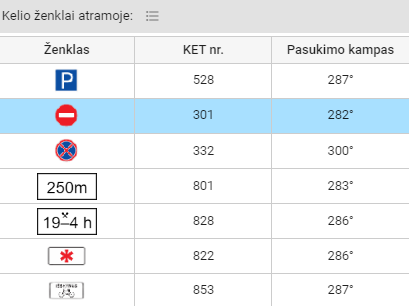 Kelio ženklai atramoje:
Ženklas KET nr. Pasukimo kampas
P 528 287°
301 282°
332 300°
250m 801 283°
19–4 h 828 286°
822 286°
853 287°